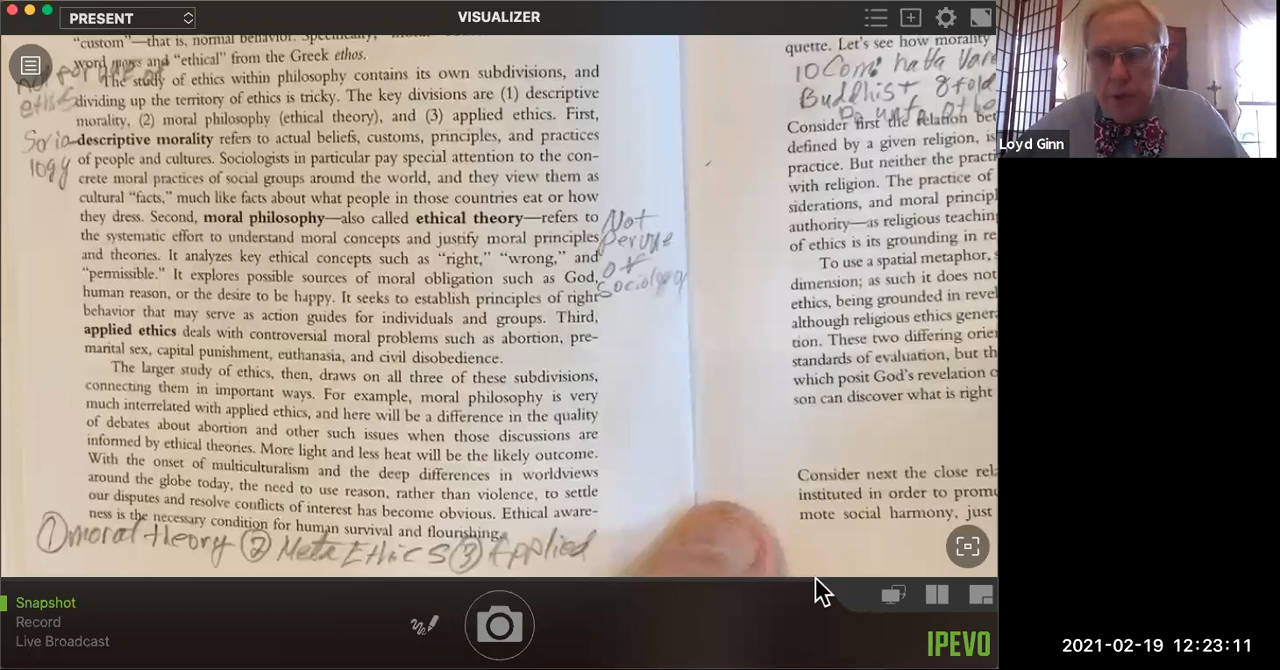 PRESENT
VISUALIZER
"custom"—that is, normal behavior. Specifically,
word mores and "ethical" from the Greek ethos.
The study of ethics within philosophy contains its own subdivisions, and
dividing up the territory of ethics is tricky. The key divisions are (1) descriptive
morality, (2) moral philosophy (ethical theory), and (3) applied ethics. First,
descriptive morality refers to actual beliefs, customs, principles, and practices
of people and cultures. Sociologists in particular pay special attention to the con-
crete moral practices of social groups around the world, and they view them as
cultural "facts," much like facts about what people in those countries eat or how
they dress. Second, moral philosophy—also called ethical theory—refers to
the systematic effort to understand moral concepts and justify moral principles
and theories. It analyzes key ethical concepts such as "right," "wrong," and
"permissible." It explores possible sources of moral obligation such as God,
human reason, or the desire to be happy. It seeks to establish principles of right
behavior that may serve as action guides for individuals and groups. Third,
applied ethics deals with controversial moral problems such as abortion, pre-
marital sex, capital punishment, euthanasia, and civil disobedience.
The larger study of ethics, then, draws on all three of these subdivisions,
connecting them in important ways. For example, moral philosophy is very
much interrelated with applied ethics, and here will be a difference in the quality
of debates about abortion and other such issues when those discussions are
informed by ethical theories. More light and less heat will be the likely outcome.
With the onset of multiculturalism and the deep differences in worldviews
around the globe today, the need to use reason, rather than violence, to settle
our disputes and resolve conflicts of interest has become obvious. Ethical aware-
ness is the necessary condition for human survival and flourishing.
① moral theory ② Meta Ethics ③ Applied
ethics
Socio-
logy
Not
of
quette. Let's see how morality
10 Com
Buddhist 8 fold
Consider first the relation bet
defined by a given religion, is
practice. But neither the practi
with religion. The practice of
siderations, and moral principl
authority—as religious teaching
of ethics is its grounding in re
To use a spatial metaphor,
dimension; as such it does not
ethics, being grounded in revel
although religious ethics gener
tion. These two differing orien
standards of evaluation, but th
which posit God's revelation
son can discover what is right
Consider next the close rela
instituted in order to prom
mote social harmony, just
Loyd Ginn
Snapshot
Record
Live Broadcast
IPEVO
2021-02-19 12:23:11